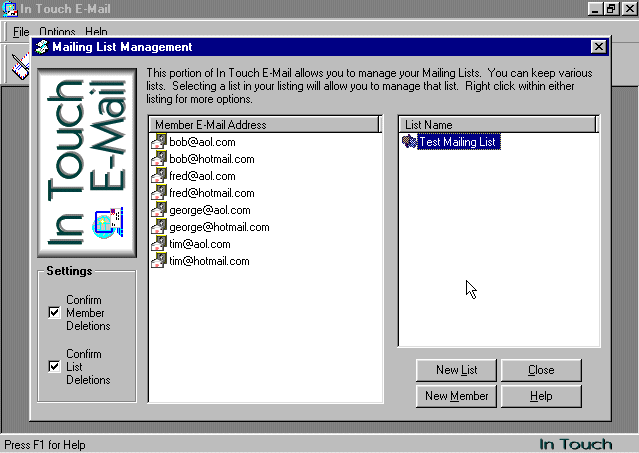 In Touch E-Mail
File Options Help
Mailing List Management
In Touch
E-Mail
This portion of In Touch E-Mail allows you to manage your Mailing Lists. You can keep various
lists. Selecting a list in your listing will allow you to manage that list. Right click within either
listing for more options.
Member E-Mail Address
bob@aol.com
bob@hotmail.com
fred@aol.com
fred@hotmail.com
george@aol.com
george@hotmail.com
tim@aol.com
tim@hotmail.com
List Name
Test Mailing List
Settings
Confirm
Member
Deletions
Confirm
List
Deletions
New List
Close
New Member
Help
Press F1 for Help
In Touch